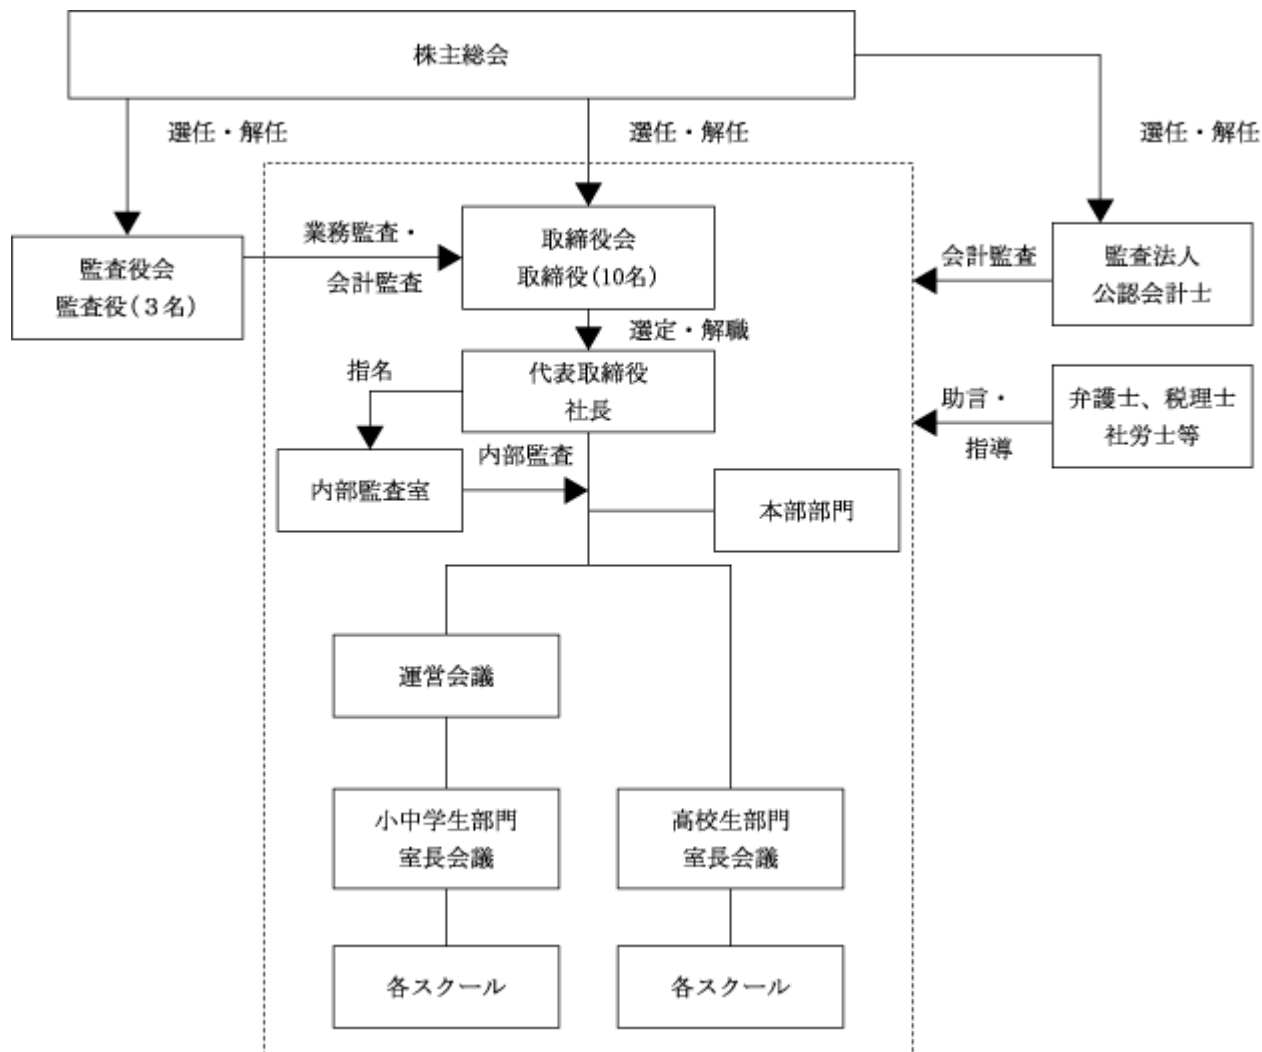 株主総会
選任・解任
選任・解任
選任・解任
業務監査・
会計監査
取締役会
取締役(10名)
監査役会
監査役(3名)
会計監査
監査法人
公認会計士
選定・解職
指名
代表取締役
社長
助言・
指導
弁護士、税理士
社労士等
内部監査
内部監査室
本部部門
運営会議
小中学生部門
室長会議
高校生部門
室長会議
各スクール
各スクール